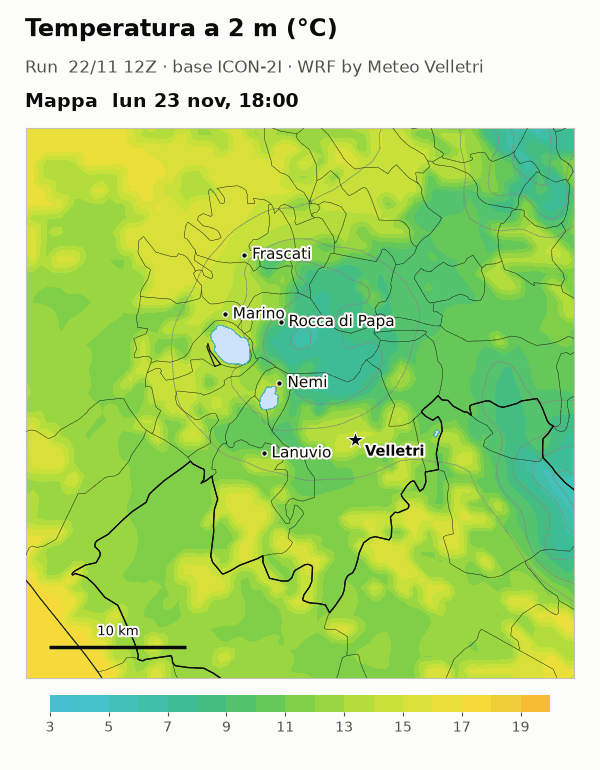 Temperatura a 2 m (°C)
Run  22/11 12Z · base ICON-2I · WRF by Meteo Velletri
Mappa  lun 23 nov, 18:00
Frascati
Marino
Rocca di Papa
Nemi
Velletri
Lanuvio
10 km
3 5 7 9 11 13 15 17 19